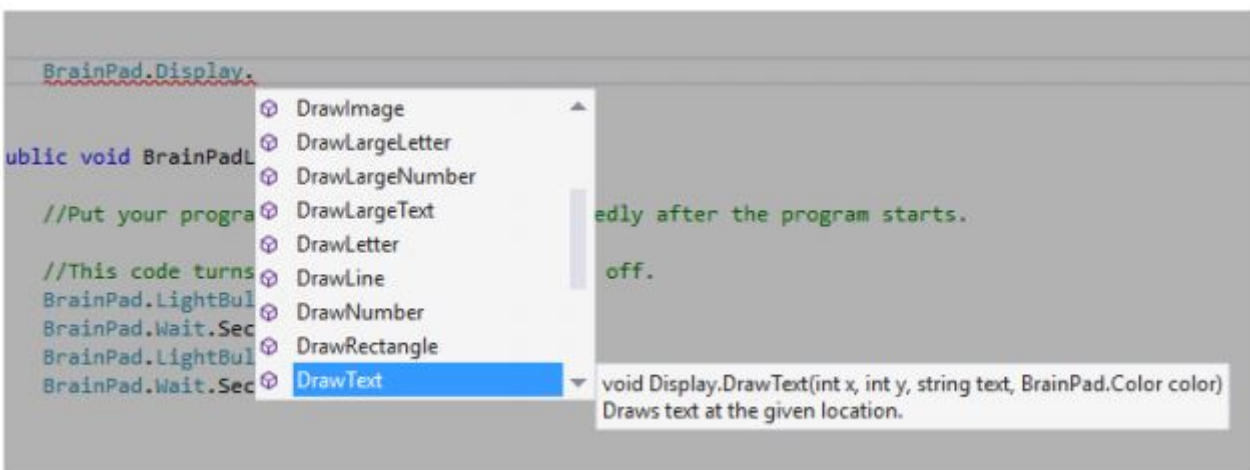 BrainPad.Display.
DrawImage
DrawLargeLetter
ublic void BrainPadL
DrawLargeNumber
//Put your progra
DrawLargeText
edly after the program starts.
DrawLetter
//This code turns
DrawLine
off.
BrainPad.LightBul
DrawNumber
BrainPad.Wait.Sec
DrawRectangle
BrainPad.LightBul
BrainPad.Wait.Sec
DrawText
void Display.DrawText(int x, int y, string text, BrainPad.Color color)
Draws text at the given location.